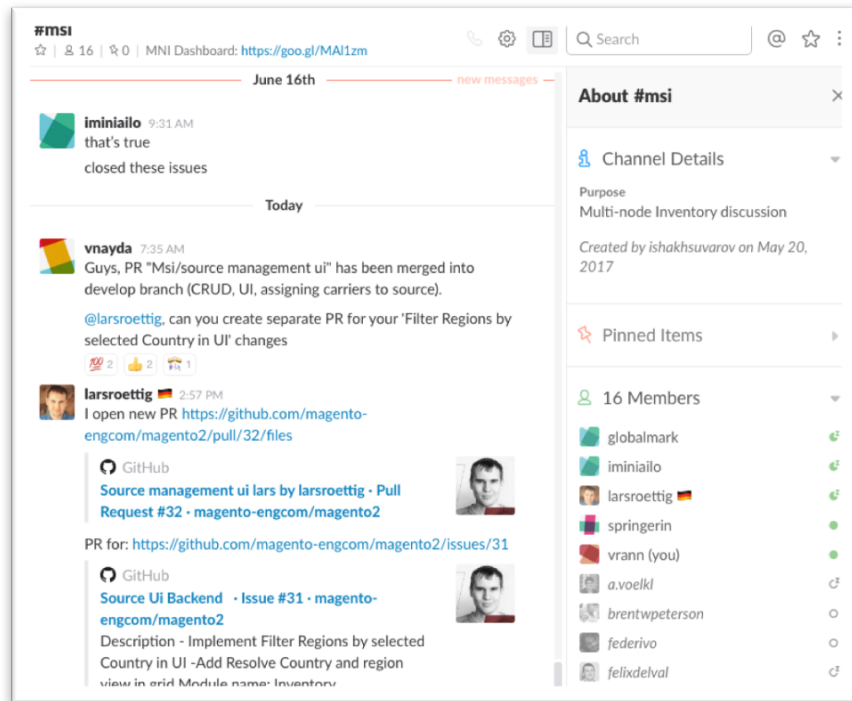 #msi
16 | 0 | MNI Dashboard: https://goo.gl/MAl1zm
Search
@
June 16th
new messages
iminiailo 9:31 AM
that's true
closed these issues
Today
vnayda 7:35 AM
Guys, PR "Msi/source management ui" has been merged into
develop branch (CRUD, UI, assigning carriers to source).
@larsroettig, can you create separate PR for your 'Filter Regions by
selected Country in UI' changes
100 2 2 1
larsroettig 2:57 PM
I open new PR https://github.com/magento-
engcom/magento2/pull/32/files
GitHub
Source management ui lars by larsroettig · Pull
Request #32 · magento-engcom/magento2
PR for: https://github.com/magento-engcom/magento2/issues/31
GitHub
Source Ui Backend · Issue #31 · magento-
engcom/magento2
Description - Implement Filter Regions by selected
Country in UI -Add Resolve Country and region
view in grid Module name: Inventory
About #msi
Channel Details
Purpose
Multi-node Inventory discussion
Created by ishakhsuvarov on May 20,
2017
Pinned Items
16 Members
globalmark
iminiailo
larsroettig
springerin
vrann (you)
a.voelkl
brentwpeterson
federivo
felixdelval